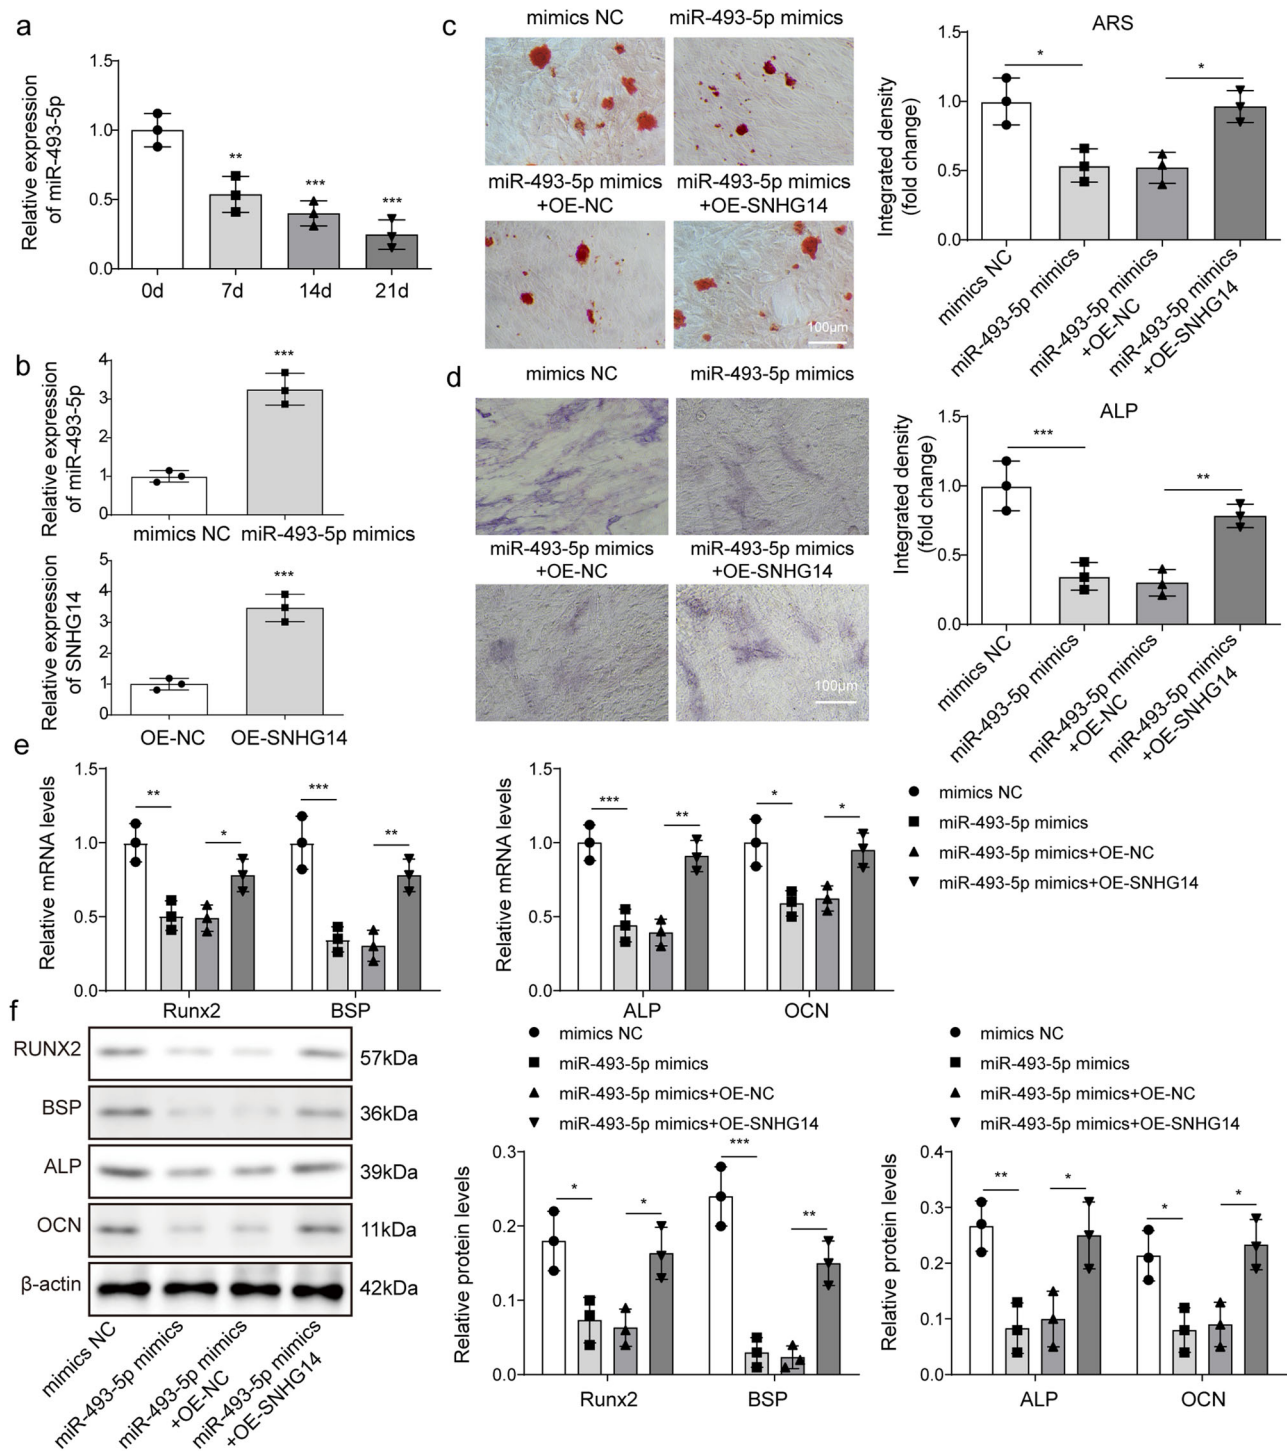 a
Relative expression
of miR-493-5p
1.5
1.0
0.5
0.0
**
***
***
0d 7d 14d 21d
b
Relative expression
of miR-493-5p
4
3
2
1
0
***
mimics NC miR-493-5p mimics
Relative expression
of SNHG14
5
4
3
2
1
0
***
OE-NC OE-SNHG14
c
mimics NC miR-493-5p mimics
miR-493-5p mimics
+OE-NC
miR-493-5p mimics
+OE-SNHG14
100μm
ARS
Integrated density
(fold change)
1.5
1.0
0.5
0.0
*
*
mimics NC
miR-493-5p mimics
miR-493-5p mimics
+OE-NC
miR-493-5p mimics
+OE-SNHG14
d
mimics NC miR-493-5p mimics
miR-493-5p mimics
+OE-NC
miR-493-5p mimics
+OE-SNHG14
100μm
ALP
Integrated density
(fold change)
1.5
1.0
0.5
0.0
***
**
mimics NC
miR-493-5p mimics
miR-493-5p mimics
+OE-NC
miR-493-5p mimics
+OE-SNHG14
e
Relative mRNA levels
1.5
1.0
0.5
0.0
**
*
***
**
Runx2 BSP
Relative mRNA levels
1.5
1.0
0.5
0.0
***
**
*
*
ALP OCN
mimics NC
miR-493-5p mimics
miR-493-5p mimics+OE-NC
miR-493-5p mimics+OE-SNHG14
f
RUNX2 57kDa
BSP 36kDa
ALP 39kDa
OCN 11kDa
β-actin 42kDa
mimics NC
miR-493-5p mimics
miR-493-5p mimics
+OE-NC
miR-493-5p mimics
+OE-SNHG14
mimics NC
miR-493-5p mimics
miR-493-5p mimics+OE-NC
miR-493-5p mimics+OE-SNHG14
Relative protein levels
0.3
0.2
0.1
0.0
*
*
***
**
Runx2 BSP
mimics NC
miR-493-5p mimics
miR-493-5p mimics+OE-NC
miR-493-5p mimics+OE-SNHG14
Relative protein levels
0.4
0.3
0.2
0.1
0.0
**
*
*
*
ALP OCN